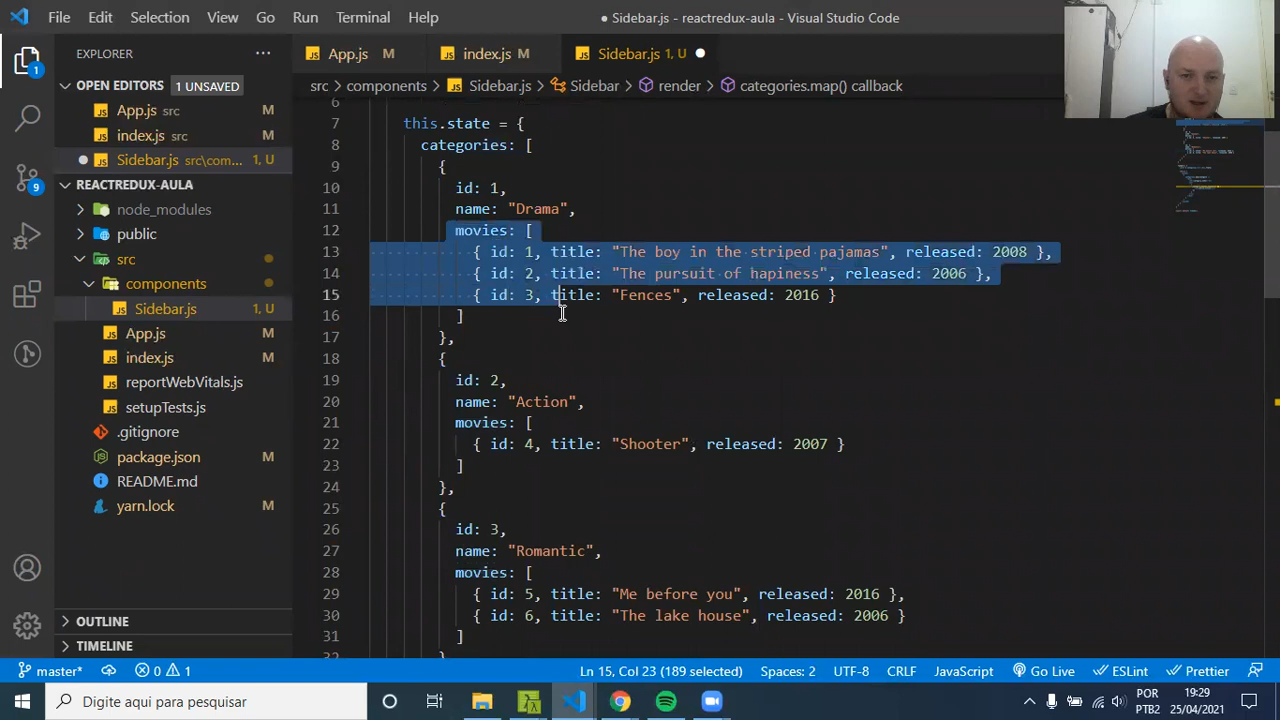 File Edit Selection View Go Run Terminal Help ● Sidebar.js - reactredux-aula - Visual Studio Code
EXPLORER ···
App.js M
index.js M
Sidebar.js 1, U ●
src > components > Sidebar.js > Sidebar > render > categories.map() callback
OPEN EDITORS 1 UNSAVED
App.js src M
index.js src M
Sidebar.js src\com... 1, U
REACTREDUX-AULA
node_modules
public
src
components
Sidebar.js 1, U
App.js M
index.js M
reportWebVitals.js
setupTests.js
.gitignore
package.json M
README.md
yarn.lock
OUTLINE
TIMELINE
1
9
6
7 this.state = {
8 categories: [
9 {
10 id: 1,
11 name: "Drama",
12 movies: [
13 { id: 1, title: "The boy in the striped pajamas", released: 2008 },
14 { id: 2, title: "The pursuit of hapiness", released: 2006 },
15 { id: 3, title: "Fences", released: 2016 }
16 ]
17 },
18 {
19 id: 2,
20 name: "Action",
21 movies: [
22 { id: 4, title: "Shooter", released: 2007 }
23 ]
24 },
25 {
26 id: 3,
27 name: "Romantic",
28 movies: [
29 { id: 5, title: "Me before you", released: 2016 },
30 { id: 6, title: "The lake house", released: 2006 }
31 ]
32 }
master* 0 1 Ln 15, Col 23 (189 selected) Spaces: 2 UTF-8 CRLF JavaScript Go Live ESLint Prettier
Digite aqui para pesquisar
POR
PTB2
19:29
25/04/2021